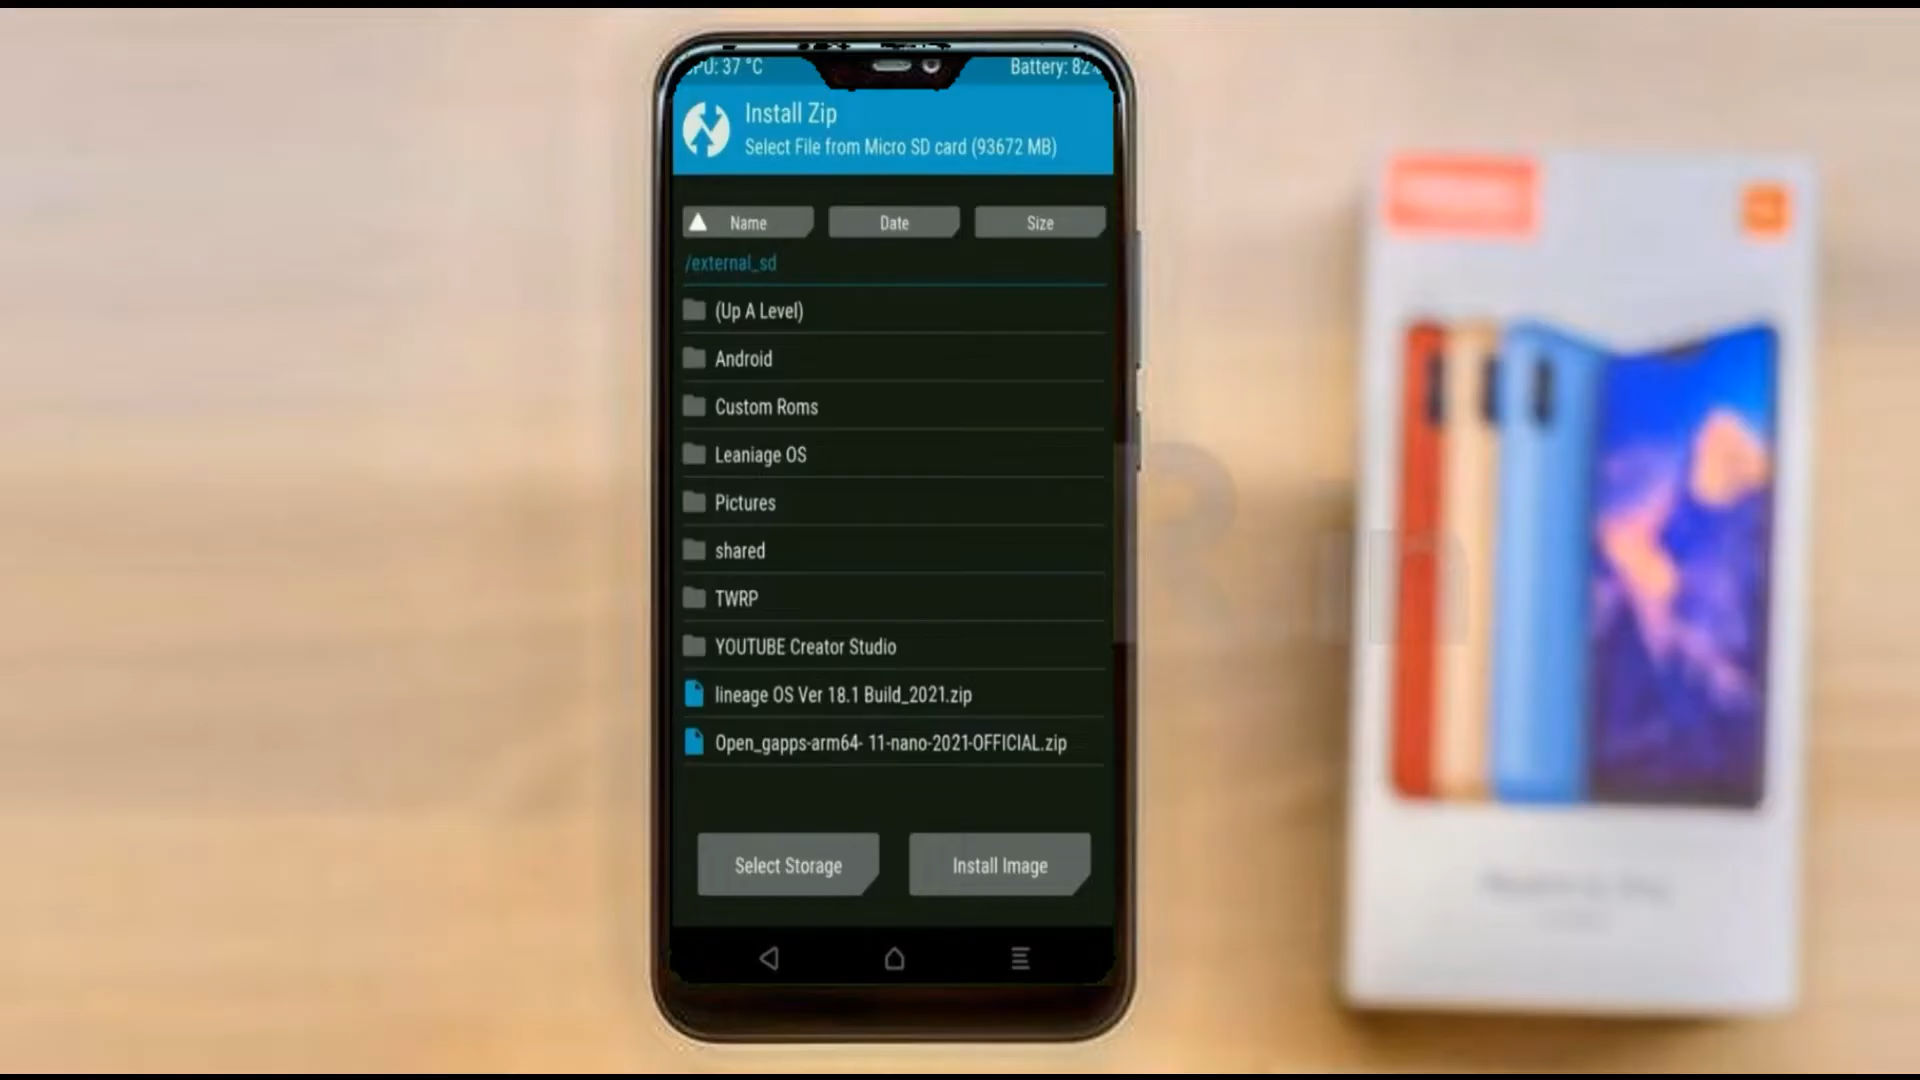 CPU: 37 °C
Battery: 82
Install Zip
Select File from Micro SD card (93672 MB)
Name
Date
Size
/external_sd
(Up A Level)
Android
Custom Roms
Leaniage OS
Pictures
shared
TWRP
YOUTUBE Creator Studio
lineage OS Ver 18.1 Build_2021.zip
Open_gapps-arm64- 11-nano-2021-OFFICIAL.zip
Select Storage
Install Image